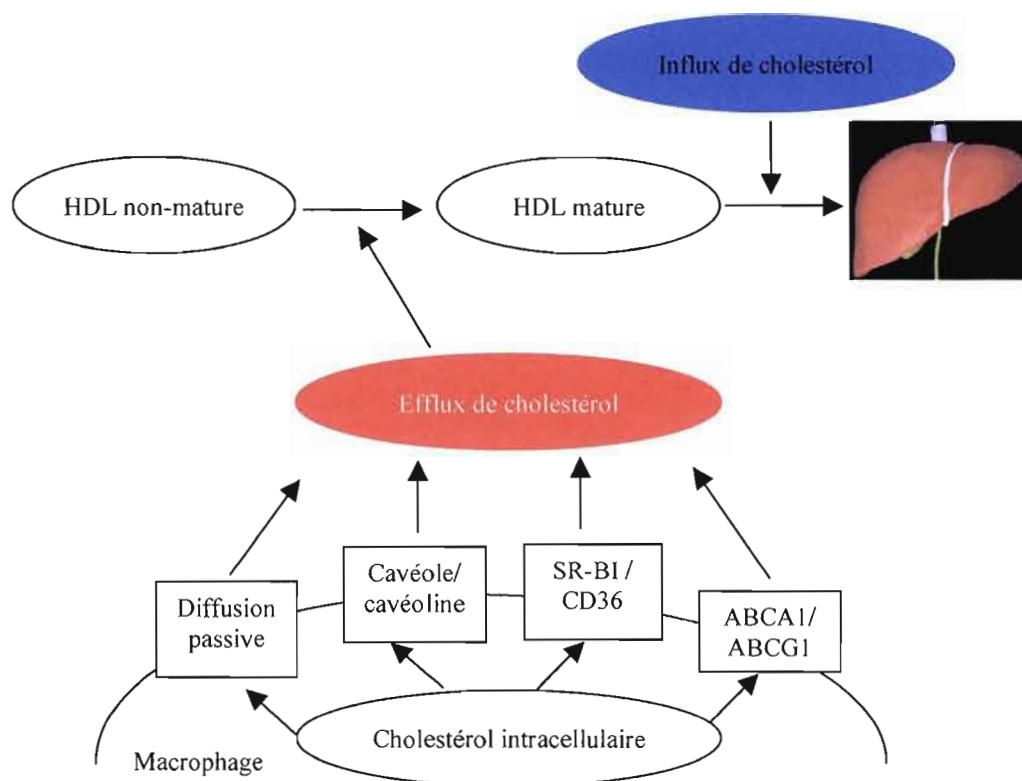 Influx de cholestérol
HDL non-mature
HDL mature
Efflux de cholestérol
Diffusion
passive
Cavéole/
cavéoline
SR-BI /
CD36
ABCA1/
ABCG1
Cholestérol intracellulaire
Macrophage